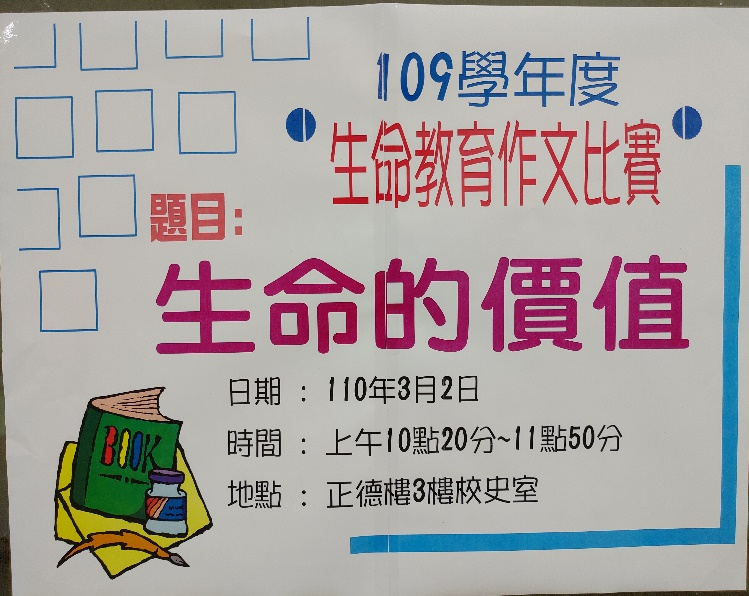 109學年度
生命教育作文比賽
題目:
生命的價值
日期 : 110年3月2日
時間 : 上午10點20分~11點50分
地點 : 正德樓3樓校史室
BOOK